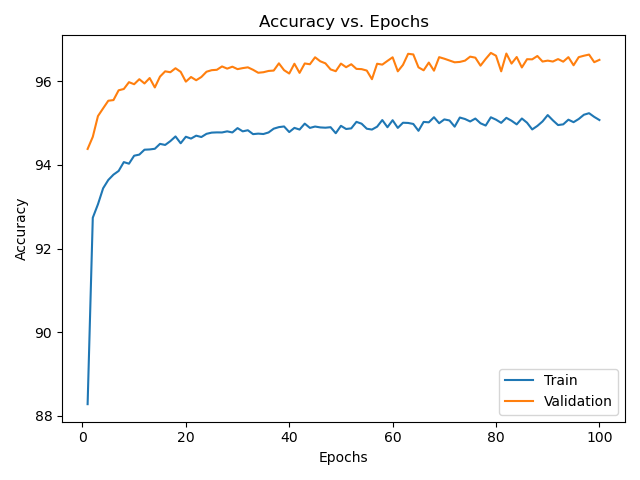 Accuracy vs. Epochs
Accuracy
96
94
92
90
88
0 20 40 60 80 100
Epochs
Train
Validation